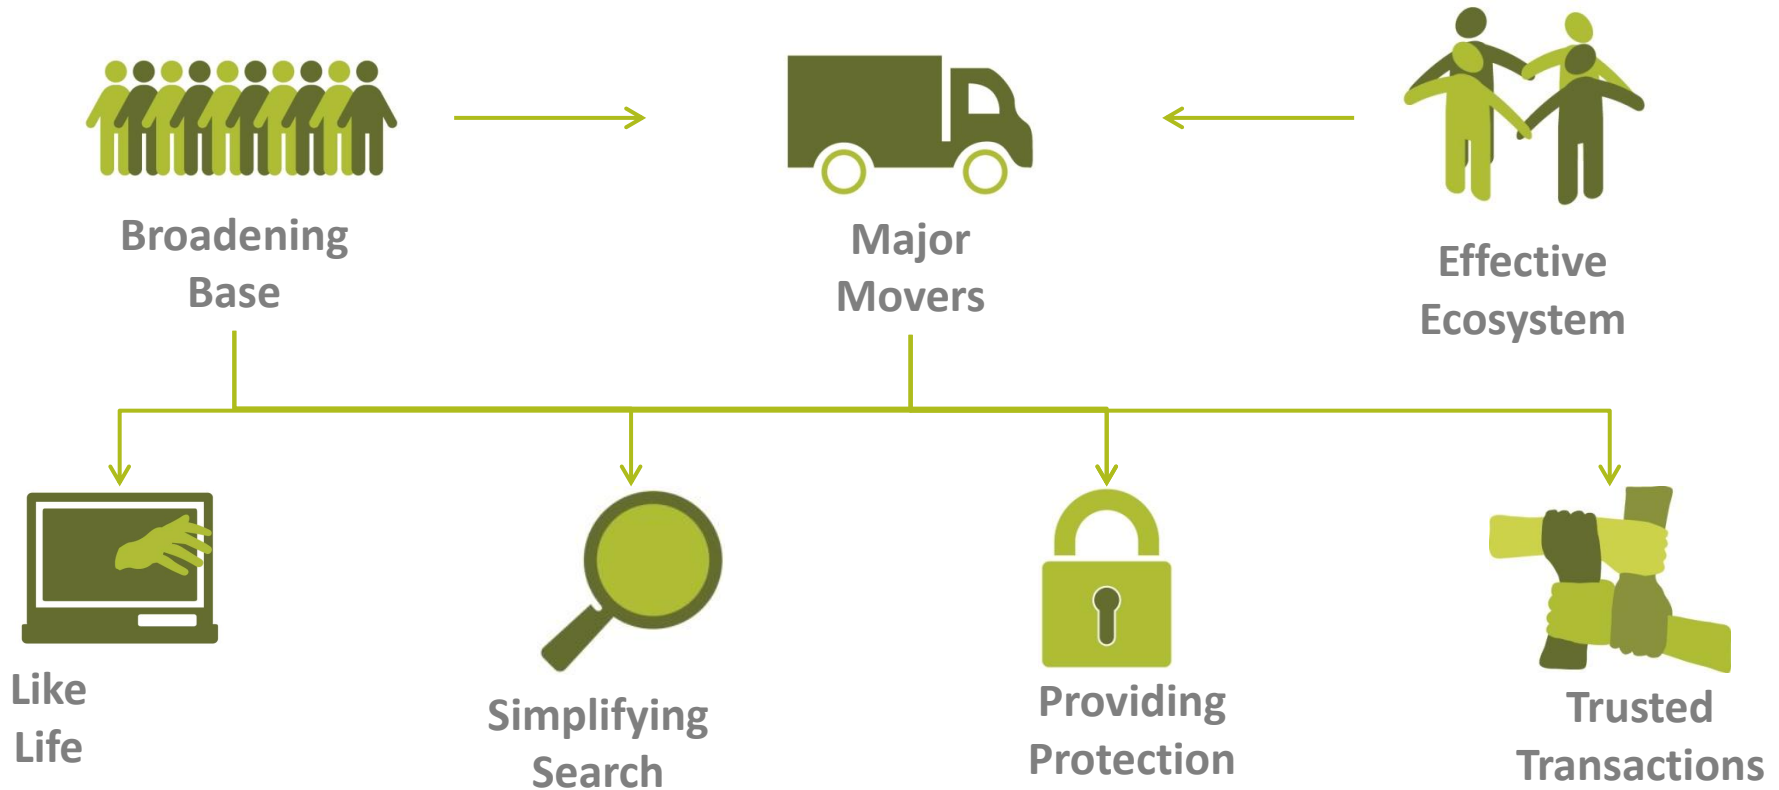 Broadening
Base
Major
Movers
Effective
Ecosystem
Like
Life
Simplifying
Search
Providing
Protection
Trusted
Transactions